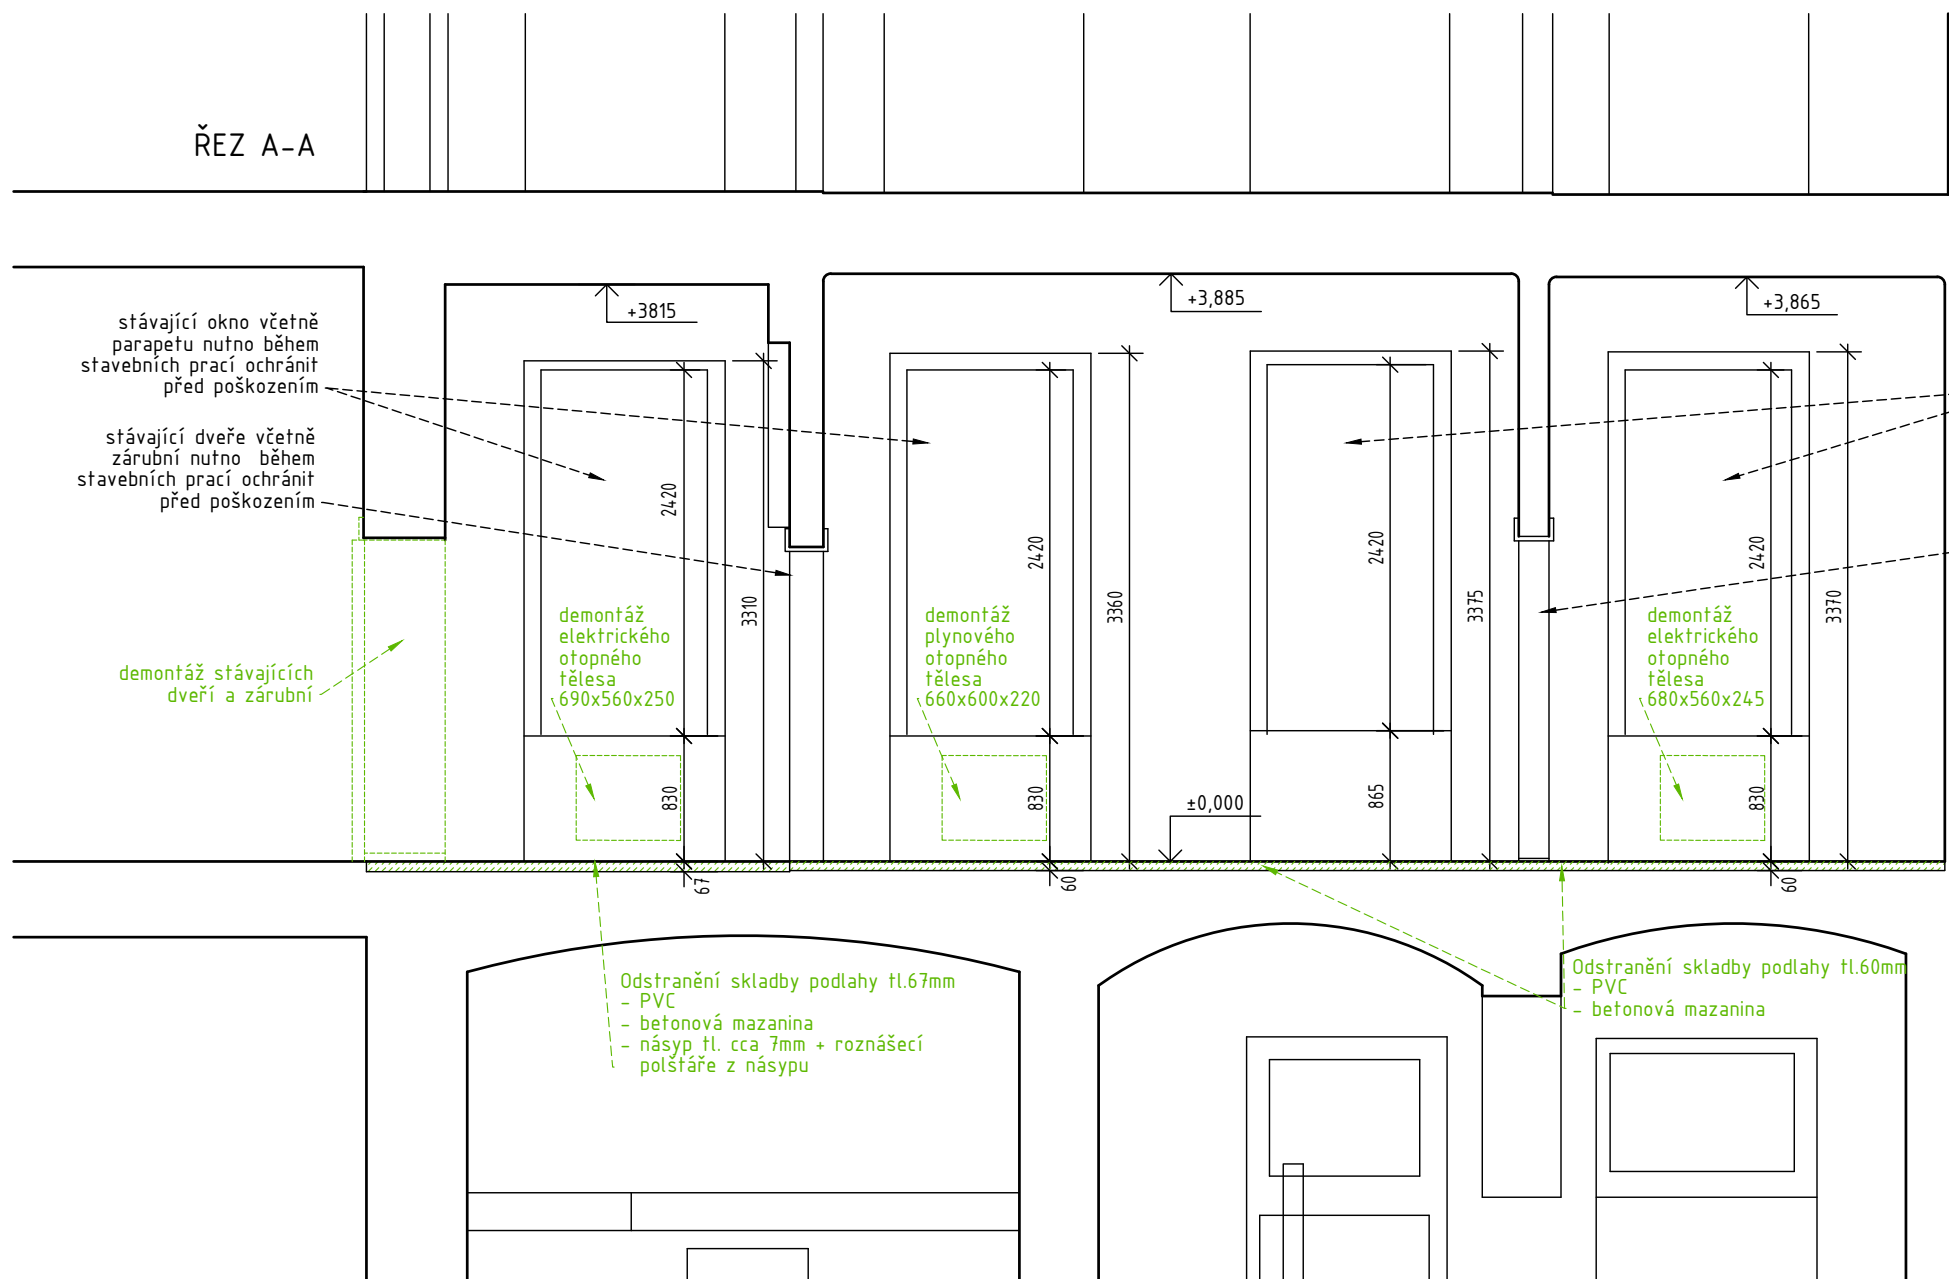 ŘEZ A-A
+3815
+3,885
+3,865
stávající okno včetně
parapetu nutno během
stavebních prací ochránit
před poškozením
stávající dveře včetně
zárubní nutno během
stavebních prací ochránit
před poškozením
demontáž stávajících
dveří a zárubní
demontáž
elektrického
otopného
tělesa
690x560x250
2420
3310
830
67
demontáž
plynového
otopného
tělesa
660x600x220
2420
3360
830
60
±0,000
2420
3375
865
demontáž
elektrického
otopného
tělesa
680x560x245
2420
3370
830
60
Odstranění skladby podlahy tl.67mm
- PVC
- betonová mazanina
- násyp tl. cca 7mm + roznášecí
polštáře z násypu
Odstranění skladby podlahy tl.60mm
- PVC
- betonová mazanina